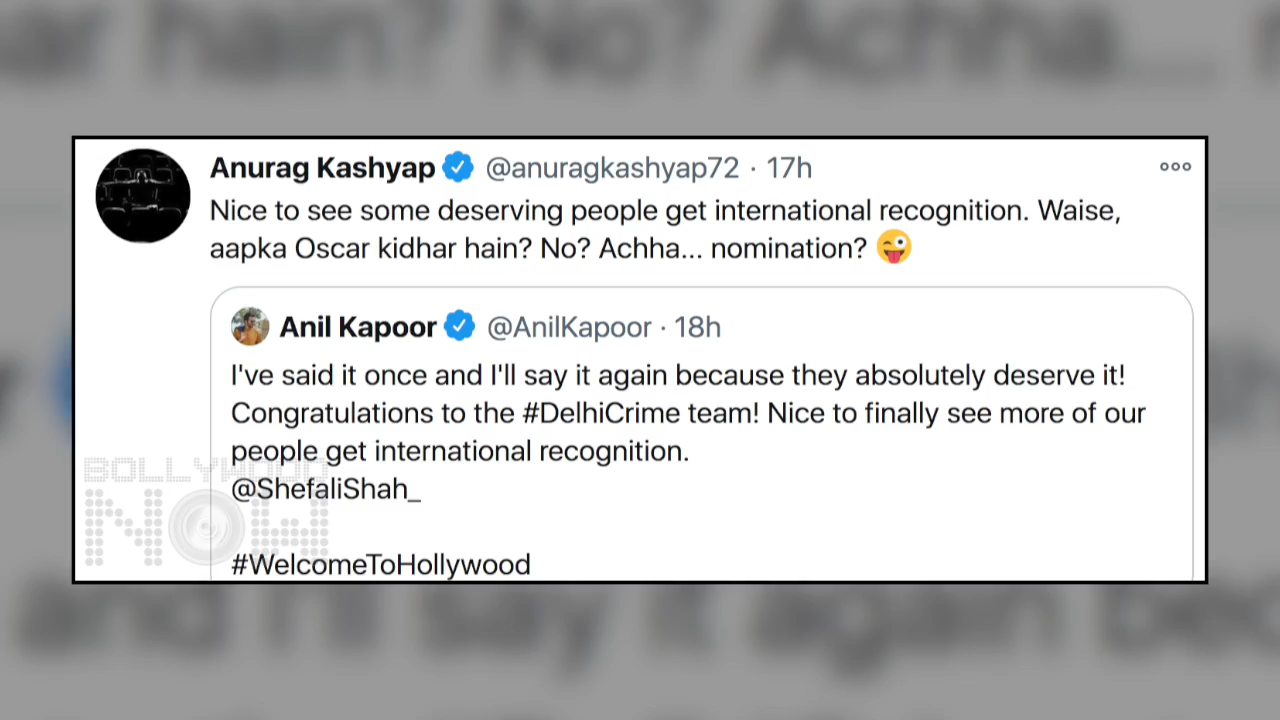 Anurag Kashyap @anuragkashyap72 · 17h
Nice to see some deserving people get international recognition. Waise,
aapka Oscar kidhar hain? No? Achha... nomination? 😜
Anil Kapoor @AnilKapoor · 18h
I've said it once and I'll say it again because they absolutely deserve it!
Congratulations to the #DelhiCrime team! Nice to finally see more of our
people get international recognition.
@ShefaliShah_
#WelcomeToHollywood
BOLLYWOOD
NOW